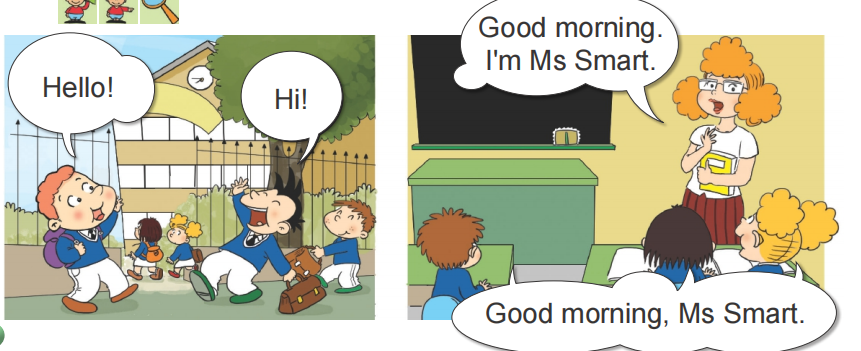 Hello!
Hi!
Good morning.
I'm Ms Smart.
Good morning, Ms Smart.